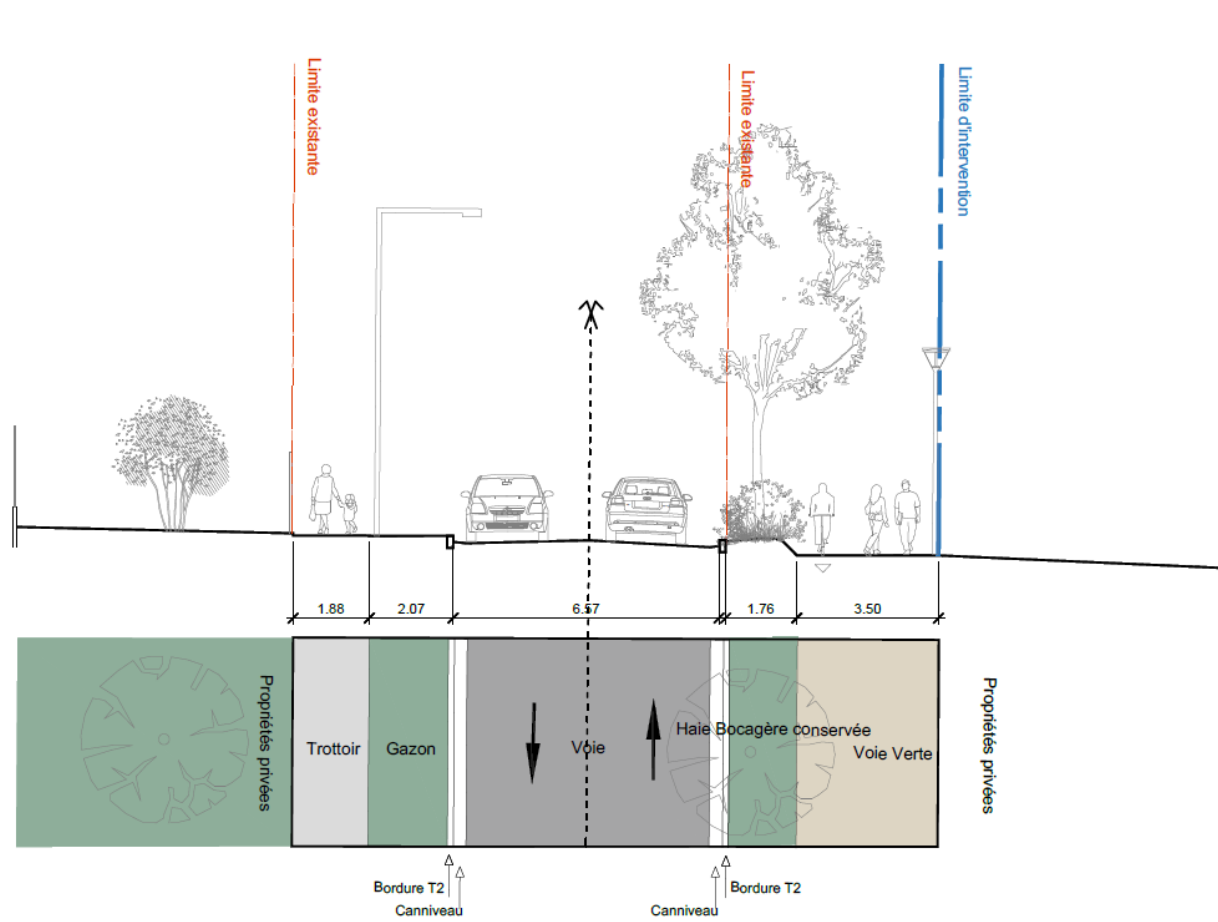 Limite existante
Limite existante
Limite d'intervention
1.88
2.07
6.57
1.76
3.50
Propriétés privées
Trottoir
Gazon
Voie
Haie Bocagère conservée
Voie Verte
Propriétés privées
Bordure T2
Canniveau
Bordure T2
Canniveau